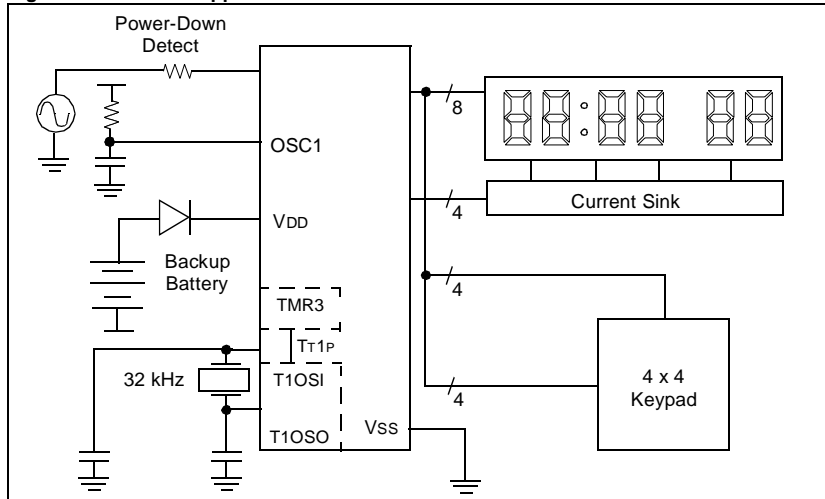 Power-Down
Detect
OSC1
VDD
Backup
Battery
TMR3
TT1P
32 kHz
T1OSI
T1OSO
VSS
8
4
Current Sink
4
4
4 x 4
Keypad